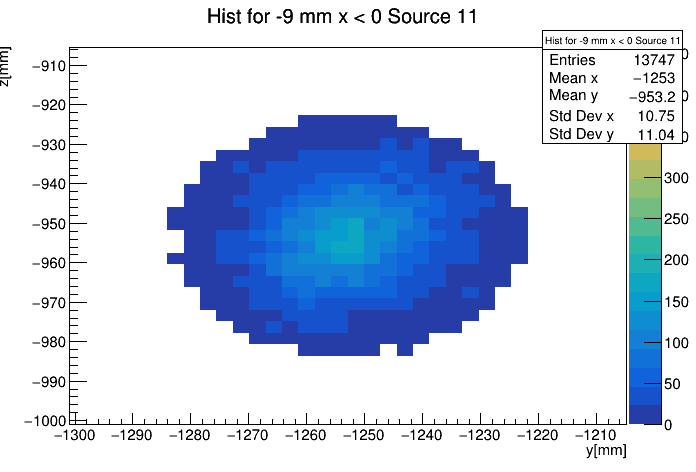 Hist for -9 mm x < 0 Source 11
Hist for -9 mm x < 0 Source 11
Entries 13747
Mean x −1253
Mean y −953.2
Std Dev x 10.75
Std Dev y 11.04
z[mm]
−910
−920
−930
−940
−950
−960
−970
−980
−990
−1000
−1300 −1290 −1280 −1270 −1260 −1250 −1240 −1230 −1220 −1210
y[mm]
300
250
200
150
100
50
0